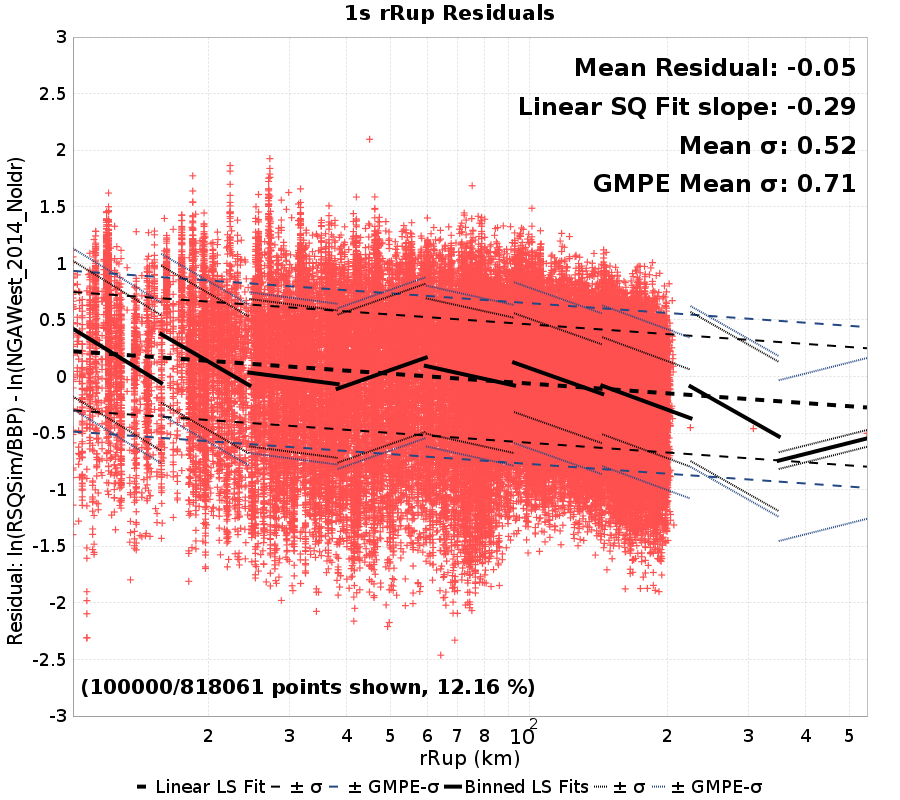 1s rRup Residuals
Mean Residual: -0.05
Linear SQ Fit slope: -0.29
Mean σ: 0.52
GMPE Mean σ: 0.71
Residual: ln(RSQSim/BBP) - ln(NGAWest_2014_NoIdr)
3
2.5
2
1.5
1
0.5
0
-0.5
-1
-1.5
-2
-2.5
-3
(100000/818061 points shown, 12.16 %)
2 3 4 5 6 7 8 10² 2 3 4 5
rRup (km)
Linear LS Fit ± σ ± GMPE-σ Binned LS Fits ± σ ± GMPE-σ